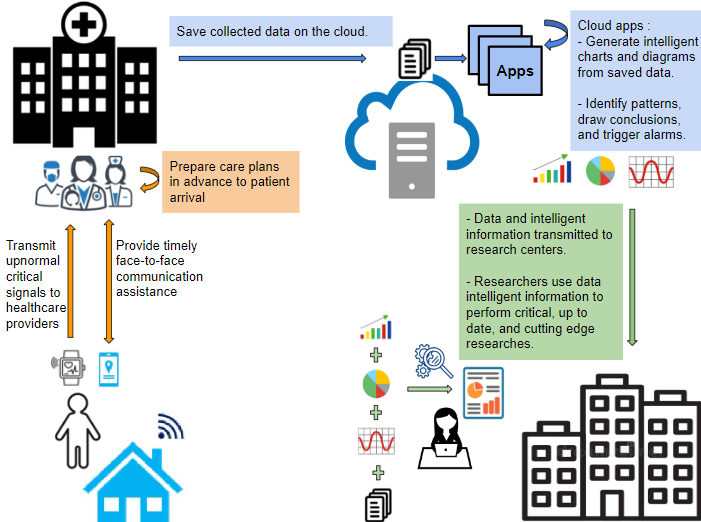 Save collected data on the cloud.
Apps
Cloud apps :
- Generate intelligent
charts and diagrams
from saved data.
- Identify patterns,
draw conclusions,
and trigger alarms.
Prepare care plans
in advance to patient
arrival
Transmit
upnormal
critical
signals to
healthcare
providers
Provide timely
face-to-face
communication
assistance
- Data and intelligent
information transmitted to
research centers.
- Researchers use data
intelligent information to
perform critical, up to
date, and cutting edge
researches.